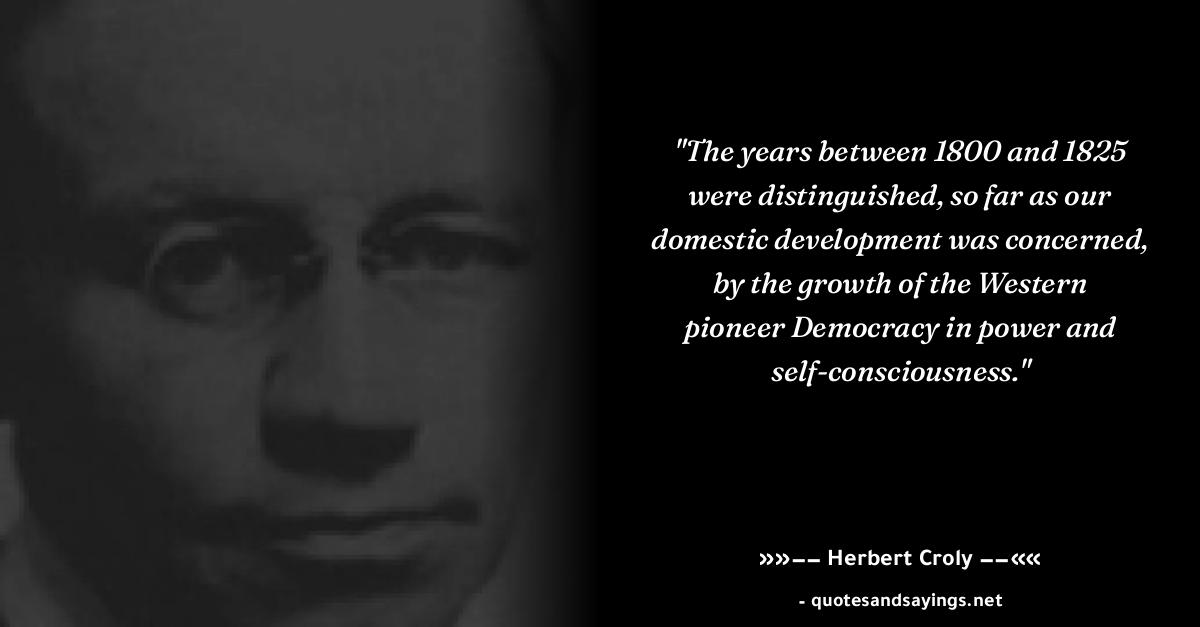 "The years between 1800 and 1825
were distinguished, so far as our
domestic development was concerned,
by the growth of the Western
pioneer Democracy in power and
self-consciousness."
»»–– Herbert Croly ––««
- quotesandsayings.net